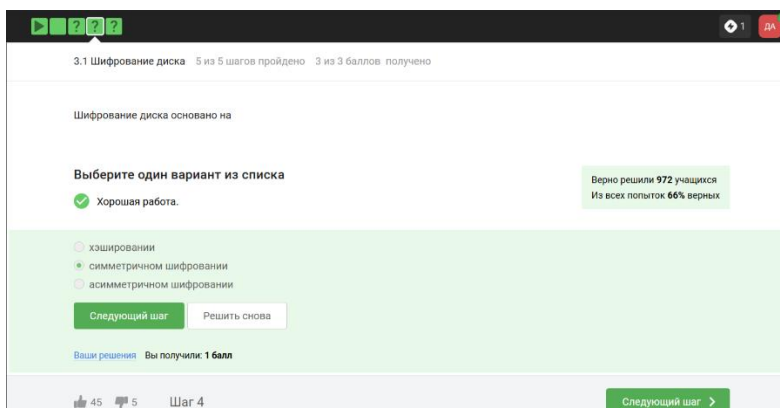 ? ? ?
1 ДА
3.1 Шифрование диска 5 из 5 шагов пройдено 3 из 3 баллов получено
Шифрование диска основано на
Выберите один вариант из списка
Хорошая работа.
Верно решили 972 учащихся
Из всех попыток 66% верных
хэшировании
симметричном шифровании
асимметричном шифровании
Следующий шаг Решить снова
Ваши решения Вы получили: 1 балл
45 5 Шаг 4 Следующий шаг